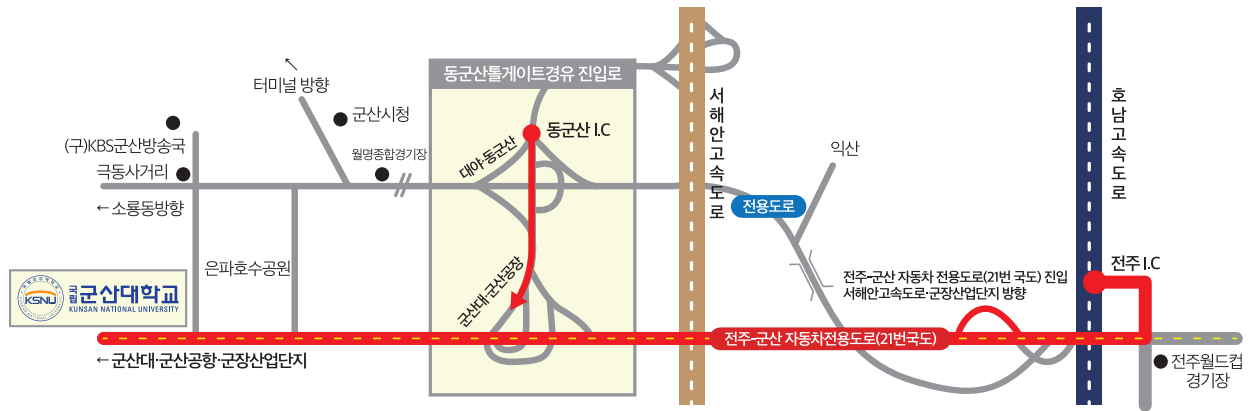 동군산톨게이트경유 진입로
↖
터미널 방향
군산시청
(구)KBS군산방송국
월명종합경기장
극동사거리
← 소룡동방향
은파호수공원
대야·동군산
동군산 I.C
군산대·군산공장
서해안고속도로
호남고속도로
익산
전용도로
전주 I.C
전주-군산 자동차 전용도로(21번 국도) 진입
서해안고속도로·군장산업단지 방향
KSNU
국립군산대학교
KUNSAN NATIONAL UNIVERSITY
전주-군산 자동차전용도로(21번국도)
← 군산대·군산공항·군장산업단지
전주월드컵
경기장